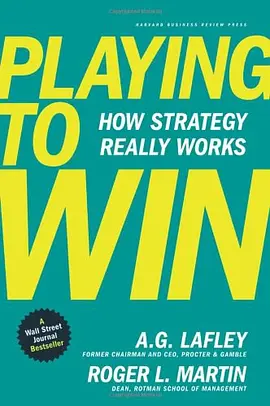 HARVARD BUSINESS REVIEW PRESS
PLAYING
TO
HOW STRATEGY
REALLY WORKS
WIN
A
Wall Street
Journal
Bestseller
A.G. LAFLEY
FORMER CHAIRMAN AND CEO, PROCTER & GAMBLE
ROGER L. MARTIN
DEAN, ROTMAN SCHOOL OF MANAGEMENT